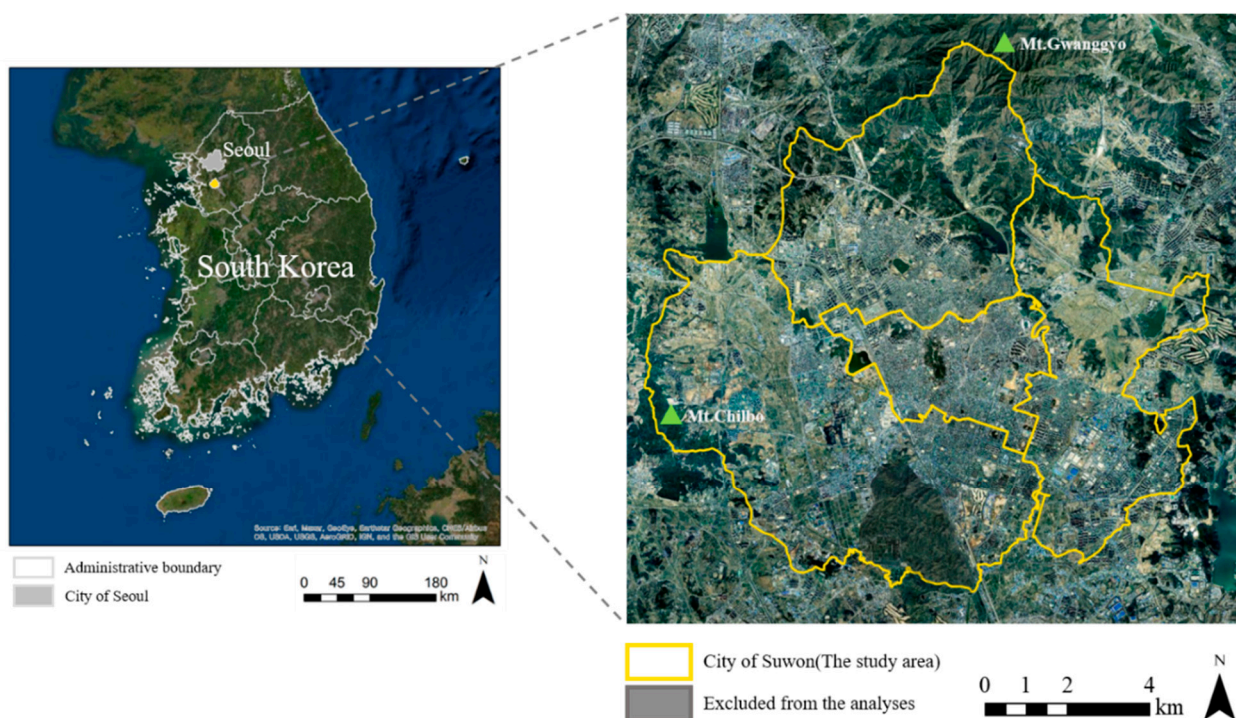 Seoul
South Korea
Source: Esri, Maxar, GeoEye, Earthstar Geographics, CNES/Airbus
DS, USDA, USGS, AeroGRID, IGN, and the GIS User Community
Administrative boundary
City of Seoul
0 45 90 180
km
N
Mt.Gwanggyo
Mt.Chilbo
City of Suwon(The study area)
Excluded from the analyses
0 1 2 4
km
N